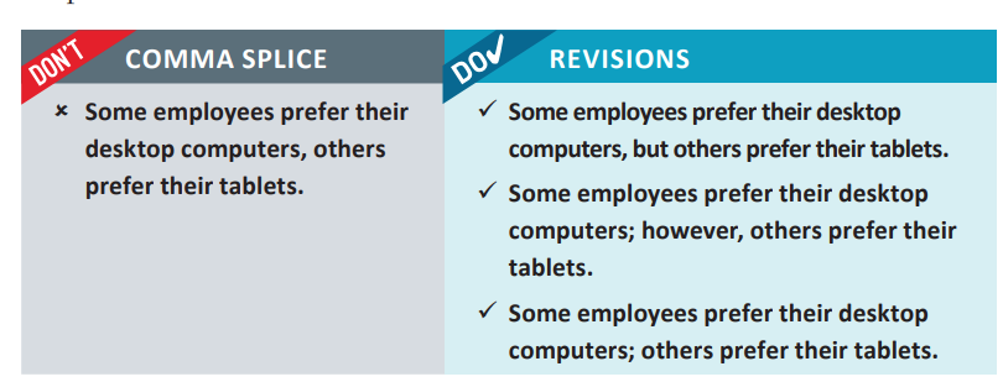 DON'T
COMMA SPLICE
× Some employees prefer their
desktop computers, others
prefer their tablets.
DO✓
REVISIONS
✓ Some employees prefer their desktop
computers, but others prefer their tablets.
✓ Some employees prefer their desktop
computers; however, others prefer their
tablets.
✓ Some employees prefer their desktop
computers; others prefer their tablets.